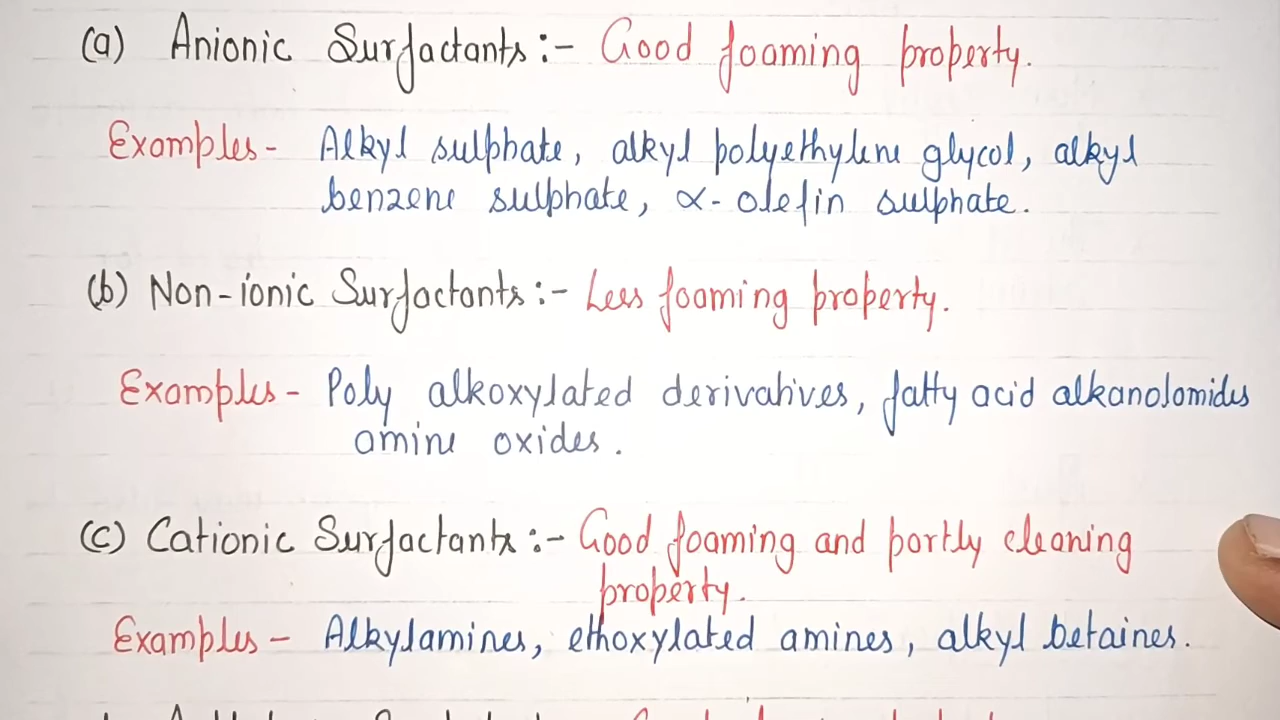 (a) Anionic Surfactants :- Good foaming property.
Examples - Alkyl sulphate, alkyl polyethylene glycol, alkyl
benzene sulphate, α- olefin sulphate.
(b) Non-ionic Surfactants :- Less foaming property.
Examples - Poly alkoxylated derivatives, fatty acid alkanolamides
amine oxides.
(c) Cationic Surfactants :- Good foaming and partly cleaning
property.
Examples - Alkylamines, ethoxylated amines, alkyl betaines.